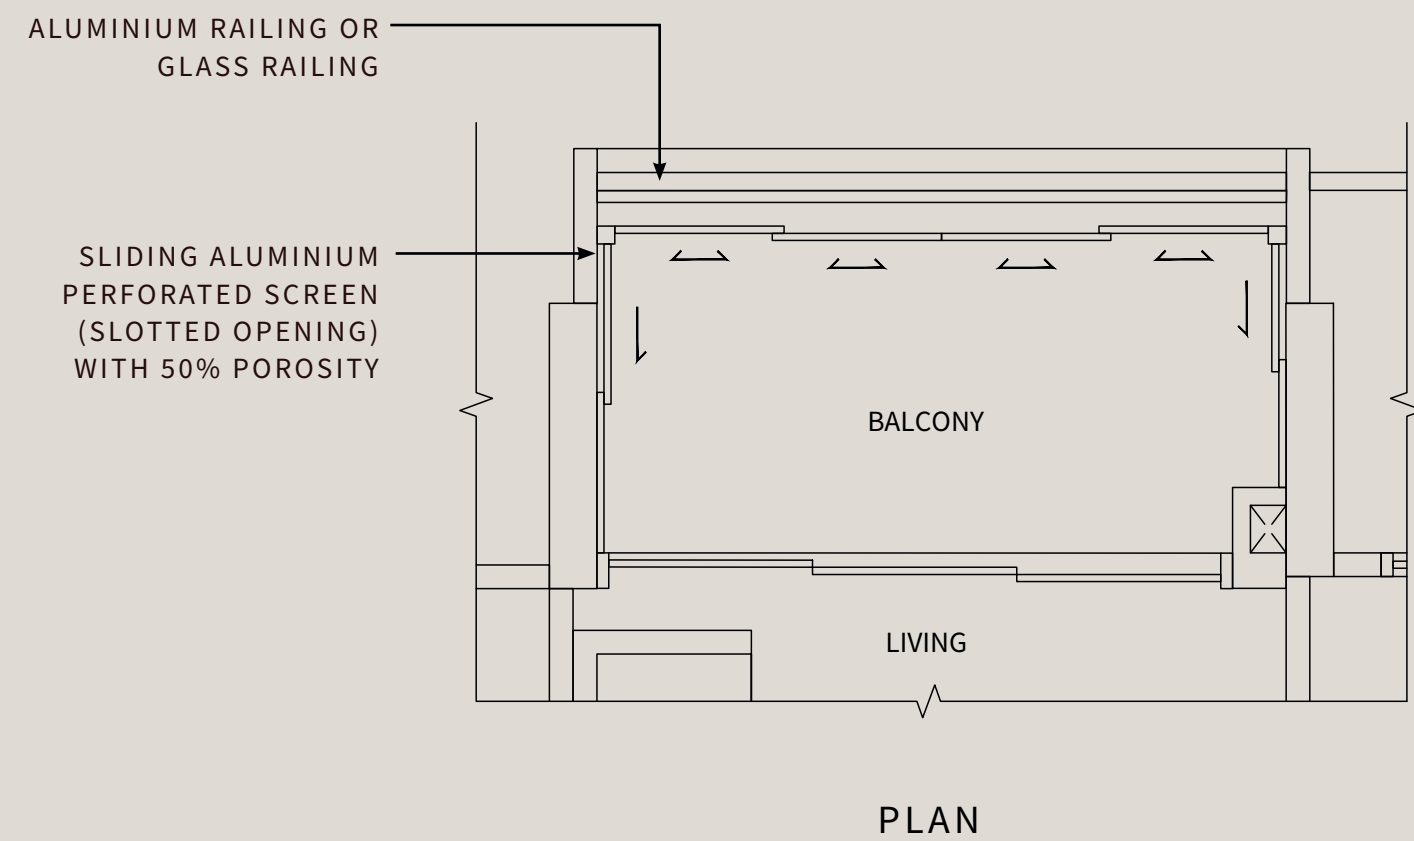 ALUMINIUM RAILING OR
GLASS RAILING
SLIDING ALUMINIUM
PERFORATED SCREEN
(SLOTTED OPENING)
WITH 50% POROSITY
BALCONY
LIVING
PLAN